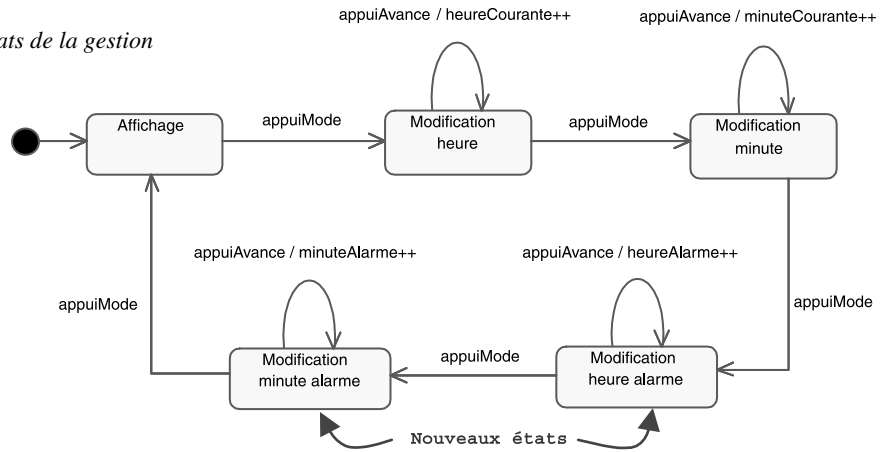 appuiAvance / heureCourante++
appuiAvance / minuteCourante++
ats de la gestion
Affichage
appuiMode
Modification
heure
appuiMode
Modification
minute
appuiAvance / minuteAlarme++
appuiAvance / heureAlarme++
appuiMode
appuiMode
Modification
minute alarme
appuiMode
Modification
heure alarme
Nouveaux états